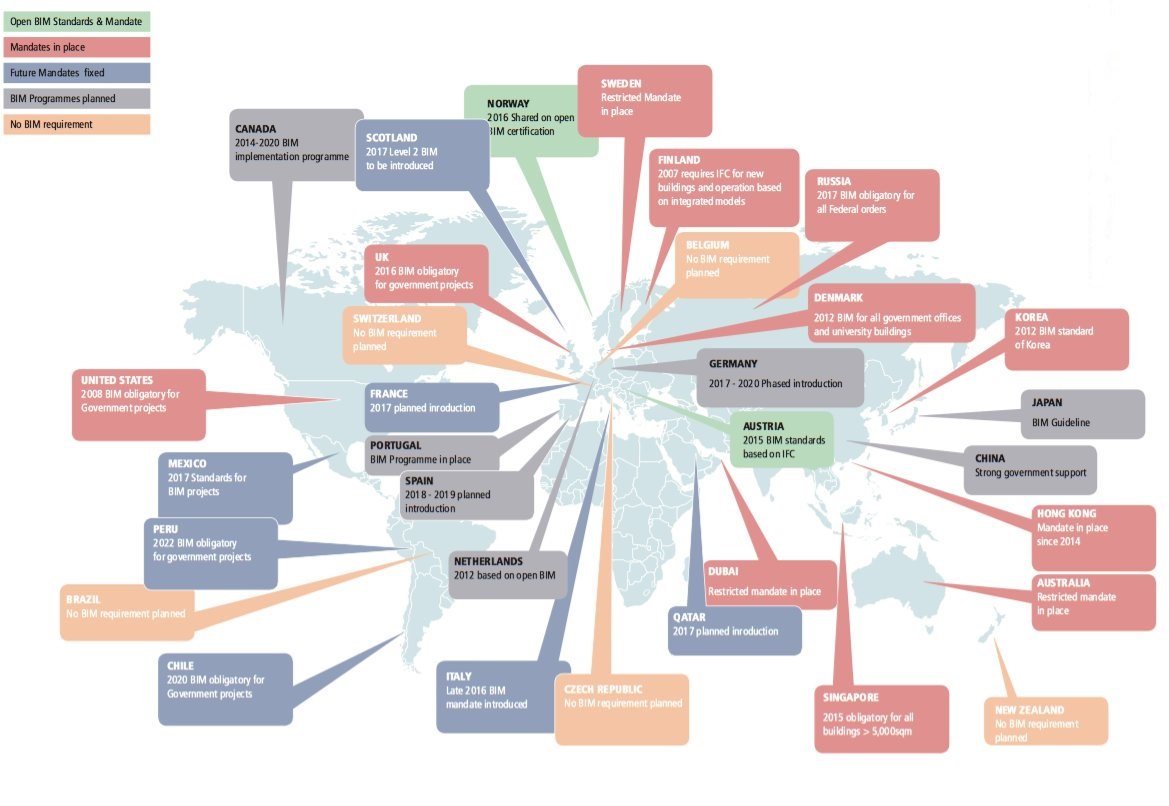 Open BIM Standards & Mandate
Mandates in place
Future Mandates fixed
BIM Programmes planned
No BIM requirement
CANADA
2014-2020 BIM
implementation programme
SCOTLAND
2017 Level 2 BIM
to be introduced
NORWAY
2016 Shared on open
BIM certification
SWEDEN
Restricted Mandate
in place
FINLAND
2007 requires IFC for new
buildings and operation based
on integrated models
RUSSIA
2017 BIM obligatory for
all Federal orders
UK
2016 BIM obligatory
for government projects
BELGIUM
No BIM requirement
planned
SWITZERLAND
No BIM requirement
planned
DENMARK
2012 BIM for all government offices
and university buildings
KOREA
2012 BIM standard
of Korea
UNITED STATES
2008 BIM obligatory for
Government projects
FRANCE
2017 planned inroduction
GERMANY
2017 - 2020 Phased introduction
JAPAN
BIM Guideline
AUSTRIA
2015 BIM standards
based on IFC
PORTUGAL
BIM Programme in place
SPAIN
2018 - 2019 planned
introduction
CHINA
Strong government support
MEXICO
2017 Standards for
BIM projects
PERU
2022 BIM obligatory
for government projects
HONG KONG
Mandate in place
since 2014
NETHERLANDS
2012 based on open BIM
DUBAI
Restricted mandate in place
AUSTRALIA
Restricted mandate
in place
BRAZIL
No BIM requirement planned
QATAR
2017 planned inroduction
CHILE
2020 BIM obligatory for
Government projects
ITALY
Late 2016 BIM
mandate introduced
CZECH REPUBLIC
No BIM requirement planned
SINGAPORE
2015 obligatory for all
buildings > 5,000sqm
NEW ZEALAND
No BIM requirement
planned